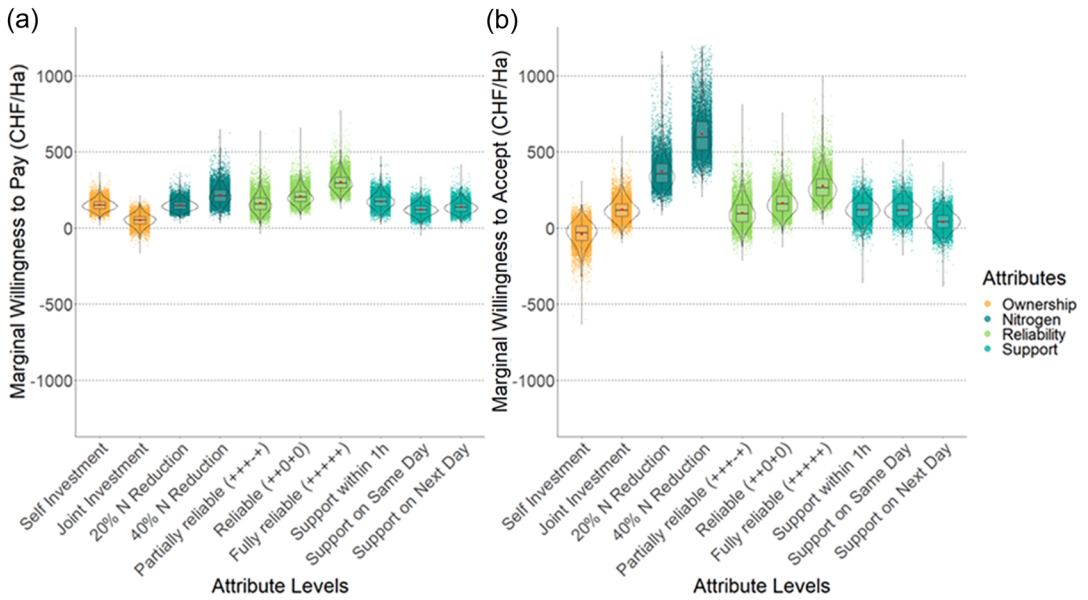 (a)
Marginal Willingness to Pay (CHF/Ha)
1000
500
0
-500
-1000
Self Investment
Joint Investment
20% N Reduction
40% N Reduction
Partially reliable (+++-+)
Reliable (++0+0)
Fully reliable (+++++)
Support within 1h
Support on Same Day
Support on Next Day
Attribute Levels
(b)
Marginal Willingness to Accept (CHF/Ha)
1000
500
0
-500
-1000
Self Investment
Joint Investment
20% N Reduction
40% N Reduction
Partially reliable (+++-+)
Reliable (++0+0)
Fully reliable (+++++)
Support within 1h
Support on Same Day
Support on Next Day
Attribute Levels
Attributes
Ownership
Nitrogen
Reliability
Support